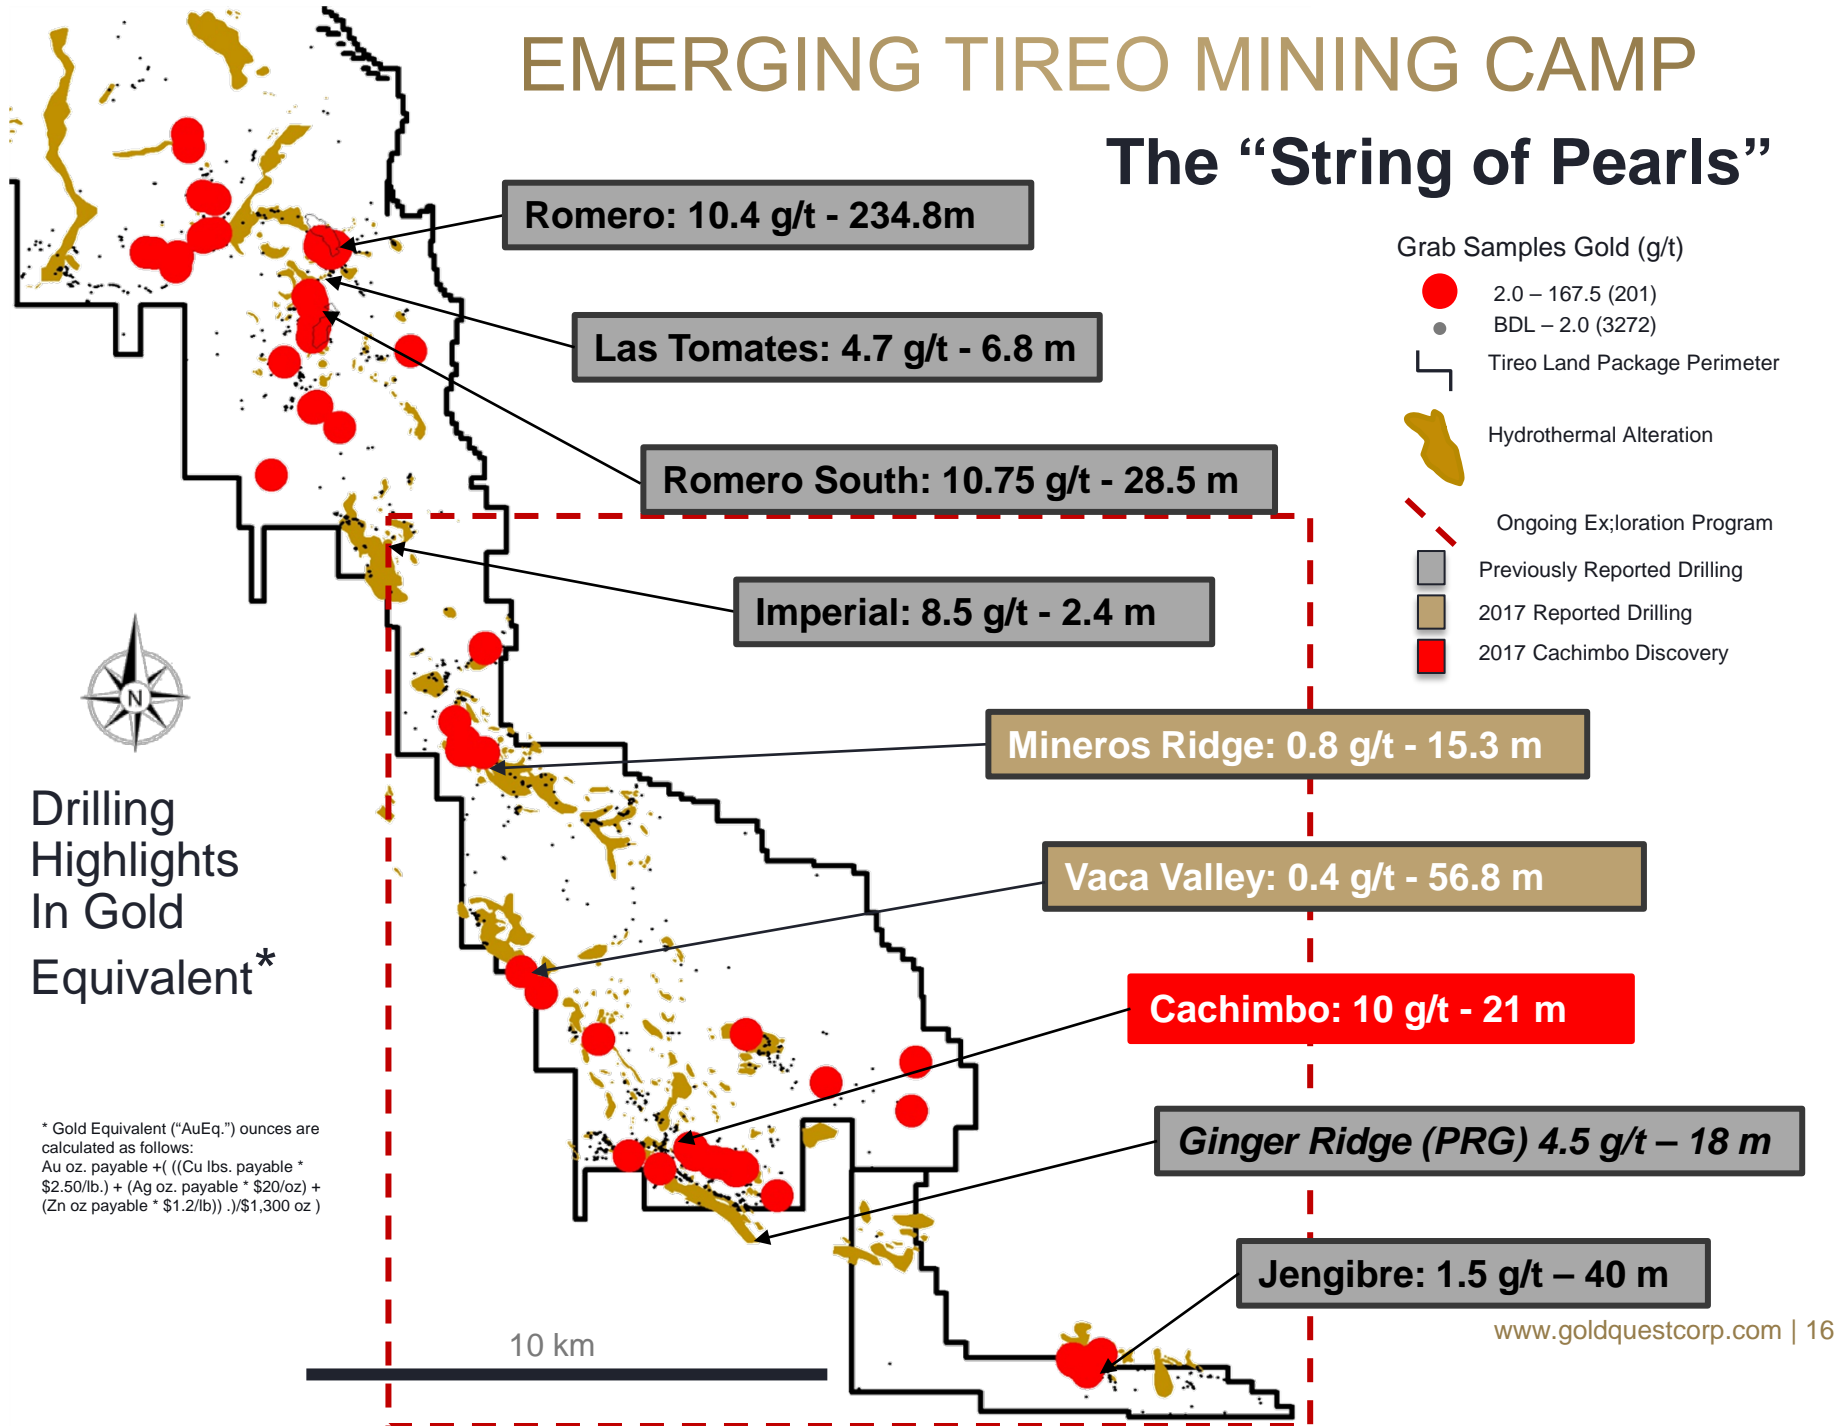 EMERGING TIREO MINING CAMP
The “String of Pearls”
Romero: 10.4 g/t - 234.8m
Las Tomates: 4.7 g/t - 6.8 m
Romero South: 10.75 g/t - 28.5 m
Imperial: 8.5 g/t - 2.4 m
Mineros Ridge: 0.8 g/t - 15.3 m
Vaca Valley: 0.4 g/t - 56.8 m
Cachimbo: 10 g/t - 21 m
Ginger Ridge (PRG) 4.5 g/t – 18 m
Jengibre: 1.5 g/t – 40 m
Grab Samples Gold (g/t)
2.0 – 167.5 (201)
BDL – 2.0 (3272)
Tireo Land Package Perimeter
Hydrothermal Alteration
Ongoing Ex;loration Program
Previously Reported Drilling
2017 Reported Drilling
2017 Cachimbo Discovery
N
Drilling
Highlights
In Gold
Equivalent*
* Gold Equivalent (“AuEq.”) ounces are
calculated as follows:
Au oz. payable +( ((Cu lbs. payable *
$2.50/lb.) + (Ag oz. payable * $20/oz) +
(Zn oz payable * $1.2/lb)) .)/$1,300 oz )
10 km
www.goldquestcorp.com | 16